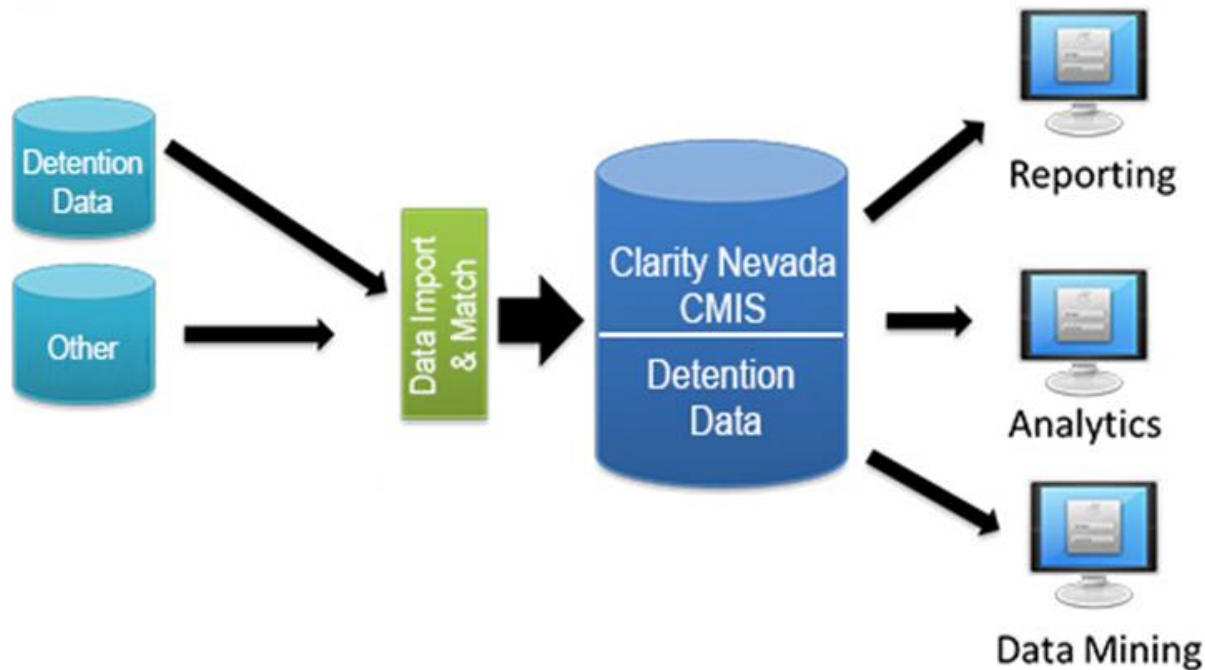 Detention
Data
Other
Data Import
& Match
Clarity Nevada
CMIS
Detention
Data
Reporting
Analytics
Data Mining